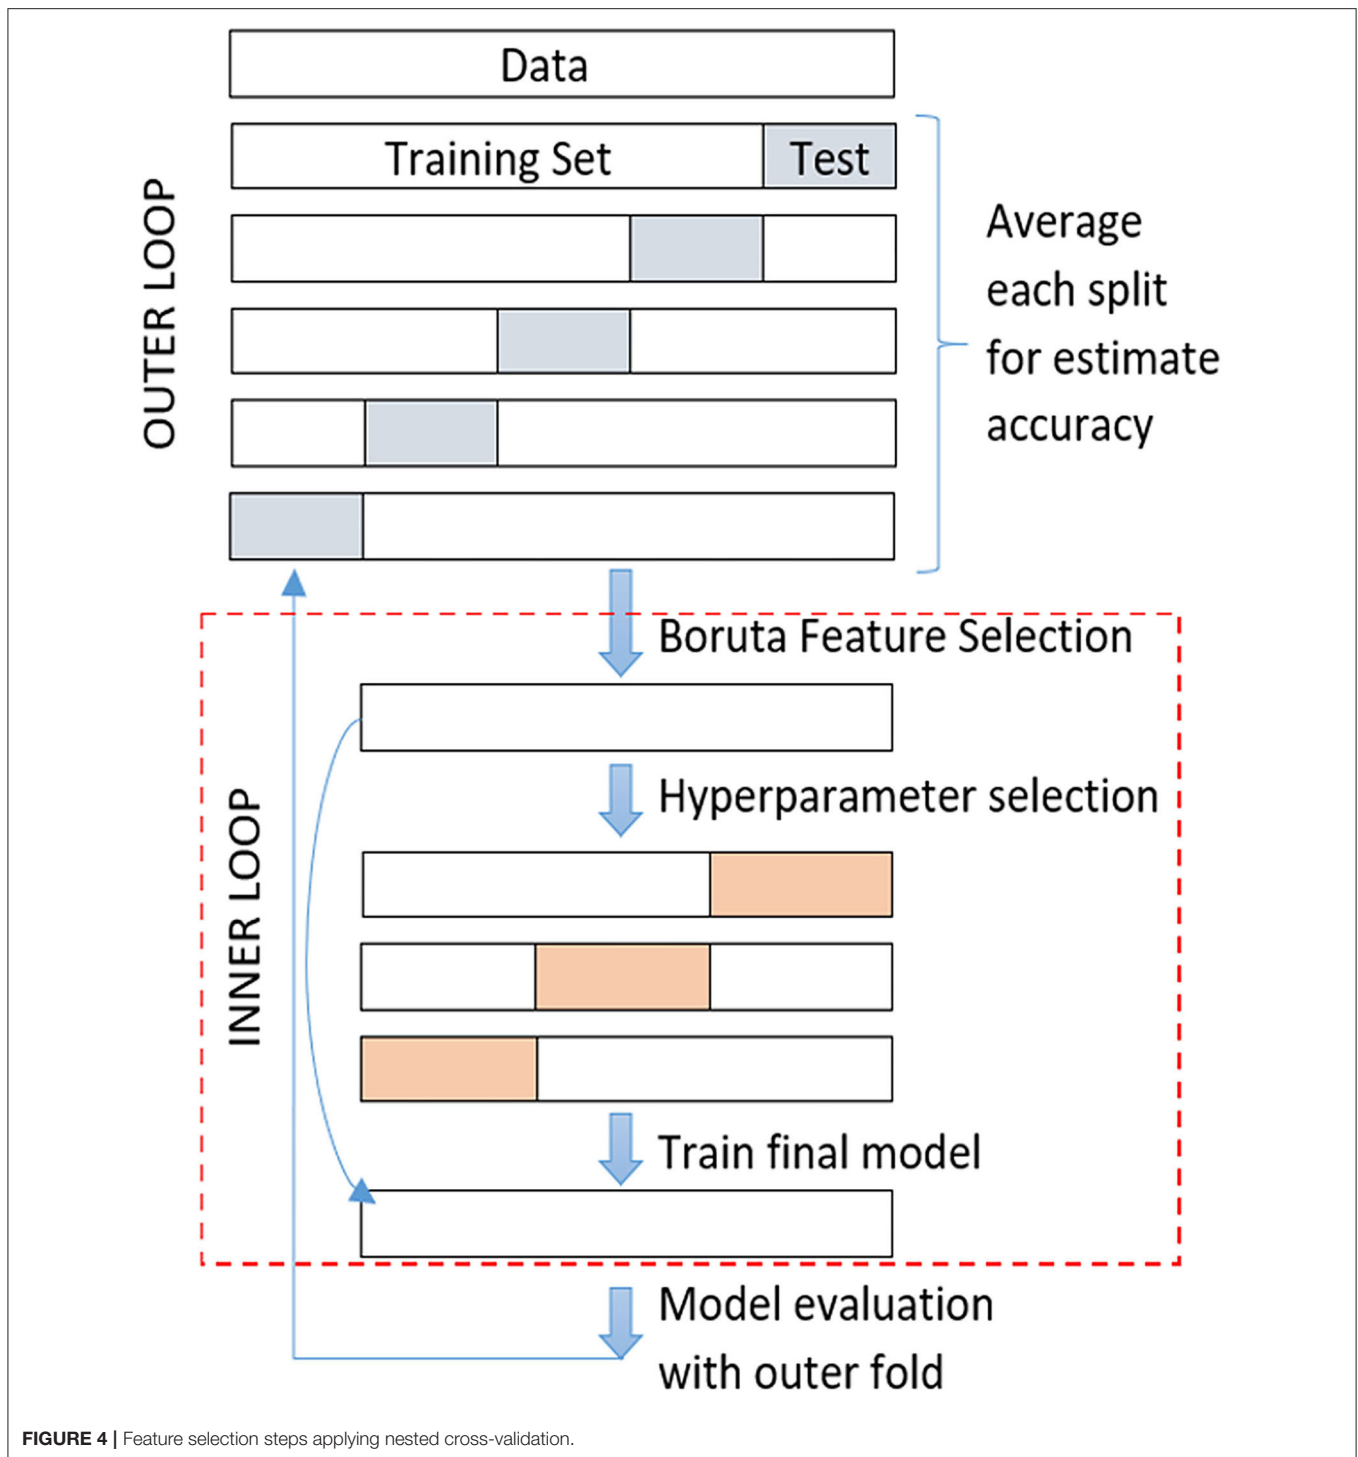 Data
Training Set
Test
OUTER LOOP
Average
each split
for estimate
accuracy
Boruta Feature Selection
INNER LOOP
Hyperparameter selection
Train final model
Model evaluation
with outer fold
FIGURE 4 | Feature selection steps applying nested cross-validation.